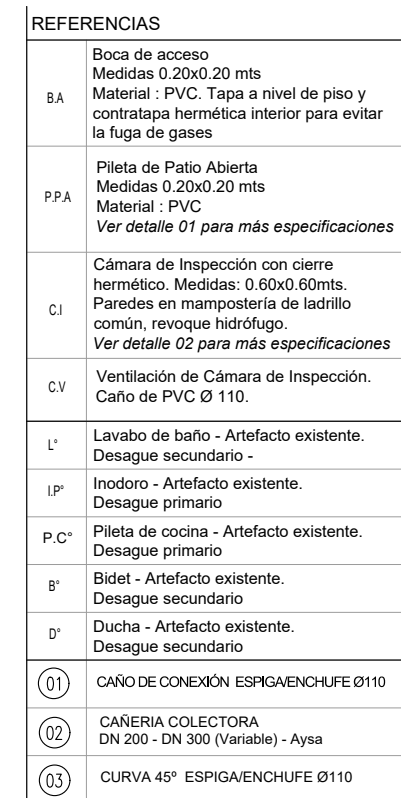 REFERENCIAS
B.A
Boca de acceso
Medidas 0.20x0.20 mts
Material : PVC. Tapa a nivel de piso y
contratapa hermética interior para evitar
la fuga de gases
P.P.A
Pileta de Patio Abierta
Medidas 0.20x0.20 mts
Material : PVC
Ver detalle 01 para más especificaciones
C.I
Cámara de Inspección con cierre
hermético. Medidas: 0.60x0.60mts.
Paredes en mampostería de ladrillo
común, revoque hidrófugo.
Ver detalle 02 para más especificaciones
C.V
Ventilación de Cámara de Inspección.
Caño de PVC Ø 110.
L°
Lavabo de baño - Artefacto existente.
Desague secundario -
I.P°
Inodoro - Artefacto existente.
Desague primario
P.C°
Pileta de cocina - Artefacto existente.
Desague primario
B°
Bidet - Artefacto existente.
Desague secundario
D°
Ducha - Artefacto existente.
Desague secundario
01
CAÑO DE CONEXIÓN ESPIGA/ENCHUFE Ø110
02
CAÑERIA COLECTORA
DN 200 - DN 300 (Variable) - Aysa
03
CURVA 45º ESPIGA/ENCHUFE Ø110